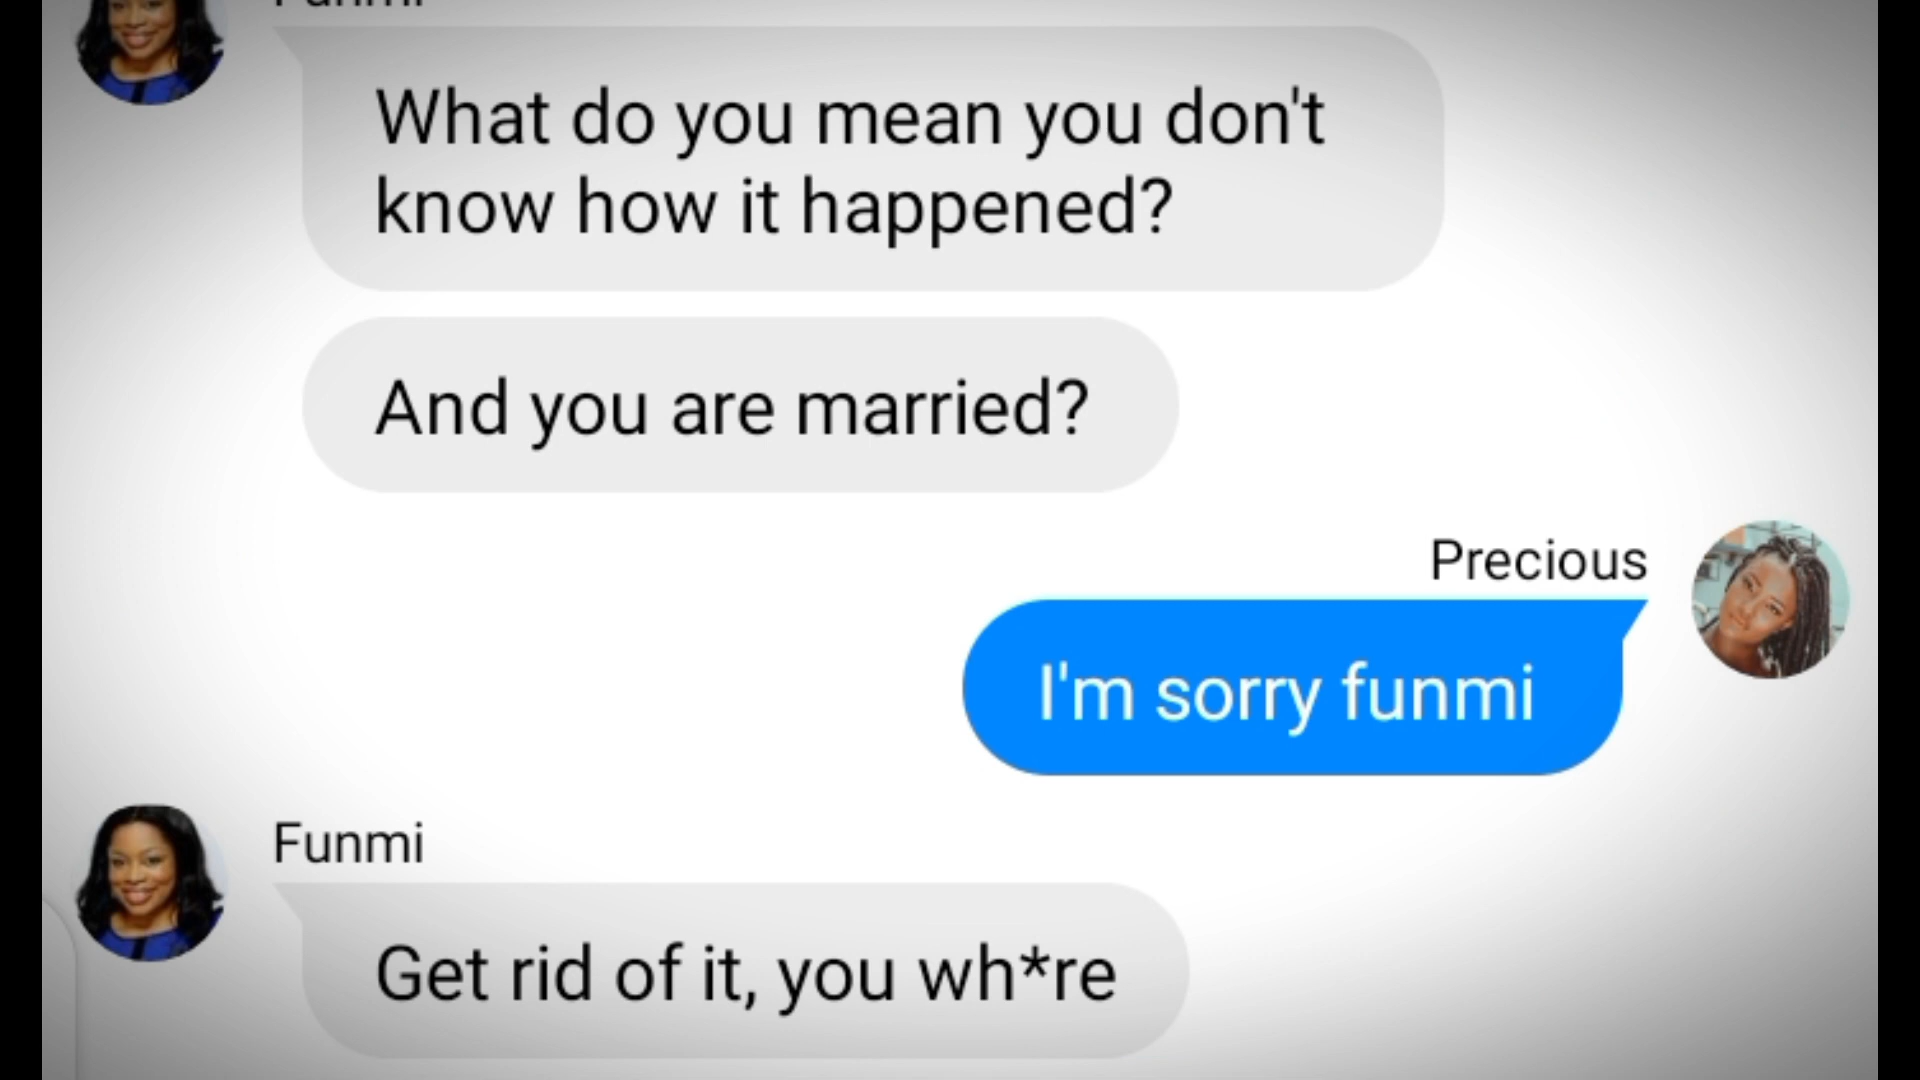 Funmi
What do you mean you don't
know how it happened?
And you are married?
Precious
I'm sorry funmi
Funmi
Get rid of it, you wh*re